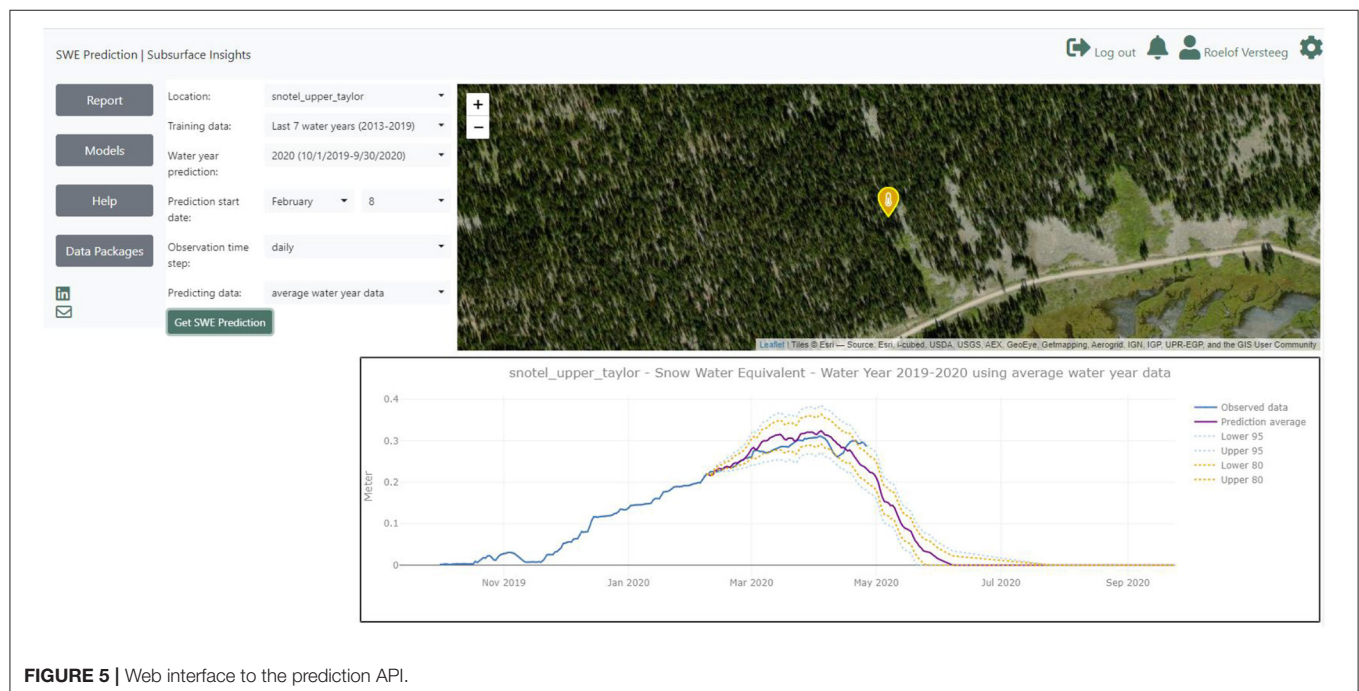 SWE Prediction | Subsurface Insights
Log out
Roelof Versteeg
Report
Models
Help
Data Packages
Location:
snotel_upper_taylor
Training data:
Last 7 water years (2013-2019)
Water year
prediction:
2020 (10/1/2019-9/30/2020)
Prediction start
date:
February
8
Observation time
step:
daily
Predicting data:
average water year data
Get SWE Prediction
in
+
−
Leaflet | Tiles © Esri — Source: Esri, i-cubed, USDA, USGS, AEX, GeoEye, Getmapping, Aerogrid, IGN, IGP, UPR-EGP, and the GIS User Community
snotel_upper_taylor - Snow Water Equivalent - Water Year 2019-2020 using average water year data
Meter
0.4
0.3
0.2
0.1
0
Nov 2019
Jan 2020
Mar 2020
May 2020
Jul 2020
Sep 2020
Observed data
Prediction average
Lower 95
Upper 95
Lower 80
Upper 80
FIGURE 5 | Web interface to the prediction API.